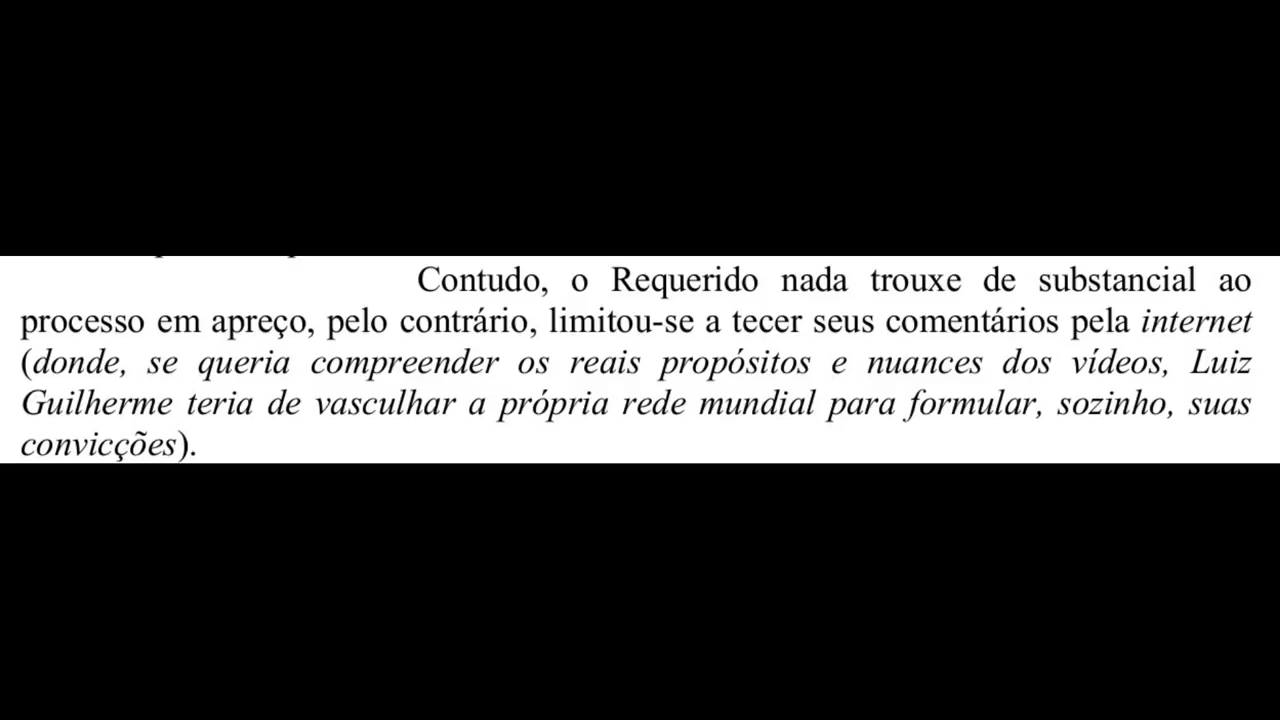 Contudo, o Requerido nada trouxe de substancial ao
processo em apreço, pelo contrário, limitou-se a tecer seus comentários pela internet
(donde, se queria compreender os reais propósitos e nuances dos vídeos, Luiz
Guilherme teria de vasculhar a própria rede mundial para formular, sozinho, suas
convicções).